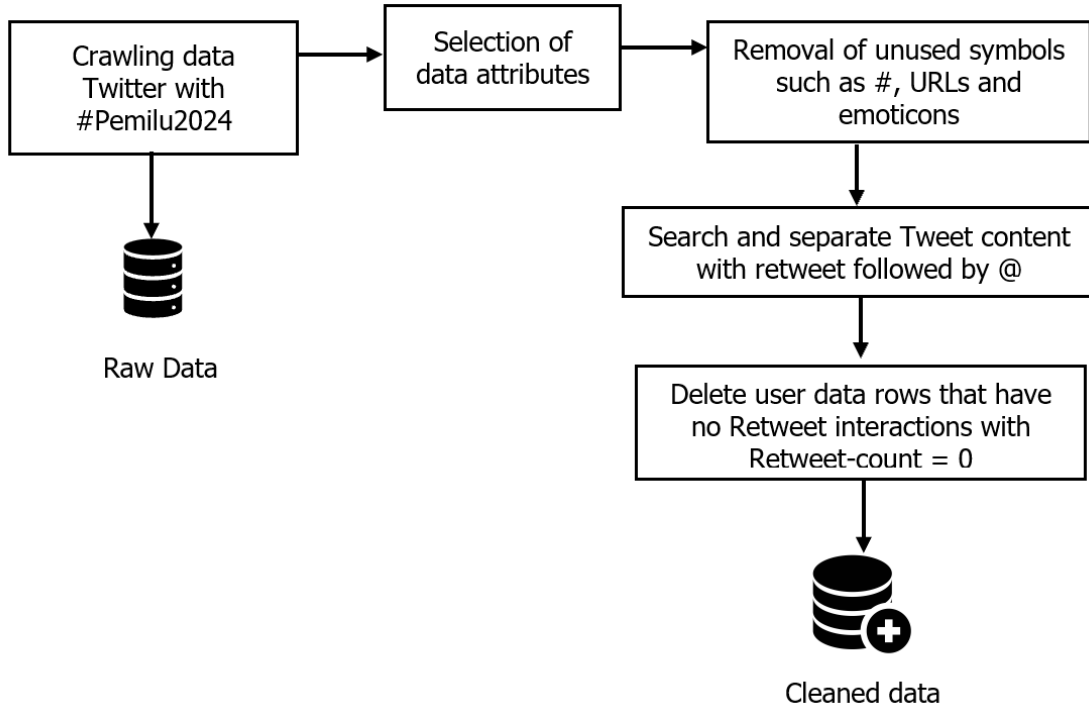 Crawling data
Twitter with
#Pemilu2024
Selection of
data attributes
Removal of unused symbols
such as #, URLs and
emoticons
Search and separate Tweet content
with retweet followed by @
Raw Data
Delete user data rows that have
no Retweet interactions with
Retweet-count = 0
Cleaned data